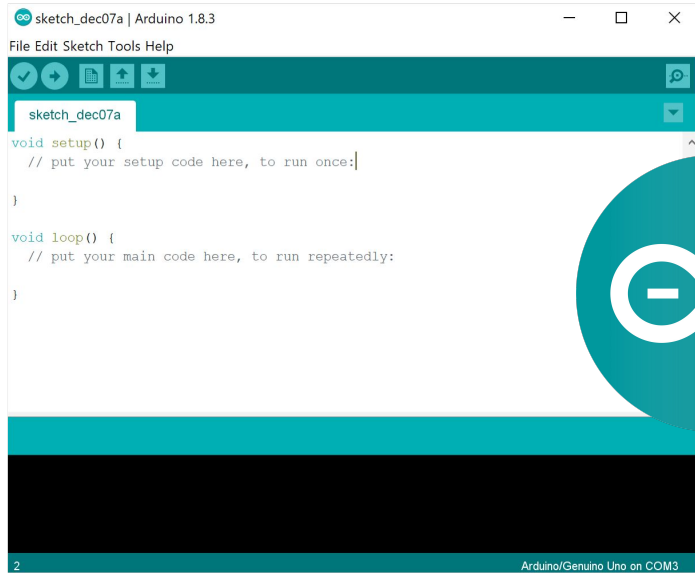 sketch_dec07a | Arduino 1.8.3
File Edit Sketch Tools Help
sketch_dec07a
void setup() {
  // put your setup code here, to run once:
}
void loop() {
  // put your main code here, to run repeatedly:
}
2
Arduino/Genuino Uno on COM3